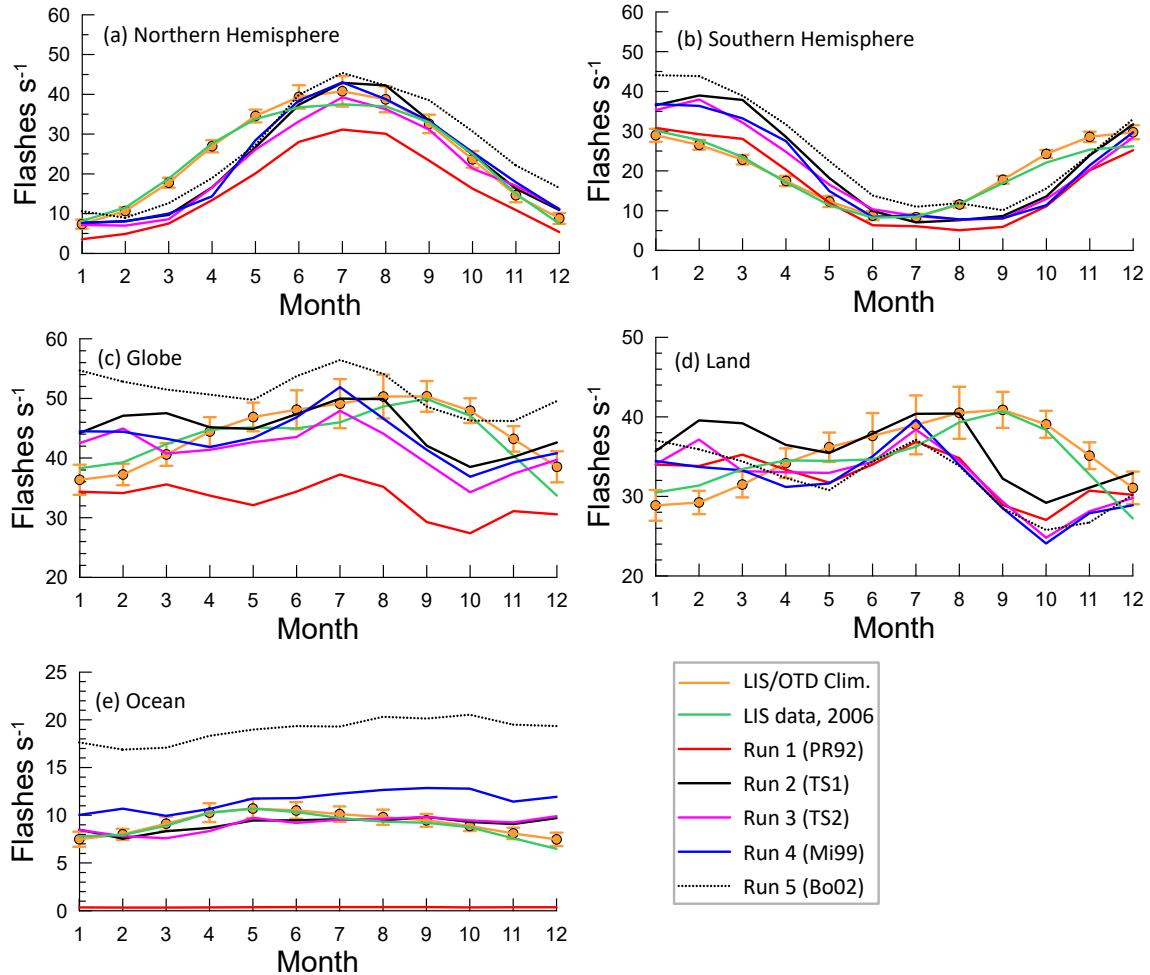 (a) Northern Hemisphere
Flashes s-1
60
50
40
30
20
10
0
1 2 3 4 5 6 7 8 9 10 11 12
Month
(b) Southern Hemisphere
Flashes s-1
60
50
40
30
20
10
0
1 2 3 4 5 6 7 8 9 10 11 12
Month
(c) Globe
Flashes s-1
60
50
40
30
20
1 2 3 4 5 6 7 8 9 10 11 12
Month
(d) Land
Flashes s-1
50
40
30
20
1 2 3 4 5 6 7 8 9 10 11 12
Month
(e) Ocean
Flashes s-1
25
20
15
10
5
0
1 2 3 4 5 6 7 8 9 10 11 12
Month
LIS/OTD Clim.
LIS data, 2006
Run 1 (PR92)
Run 2 (TS1)
Run 3 (TS2)
Run 4 (Mi99)
Run 5 (Bo02)